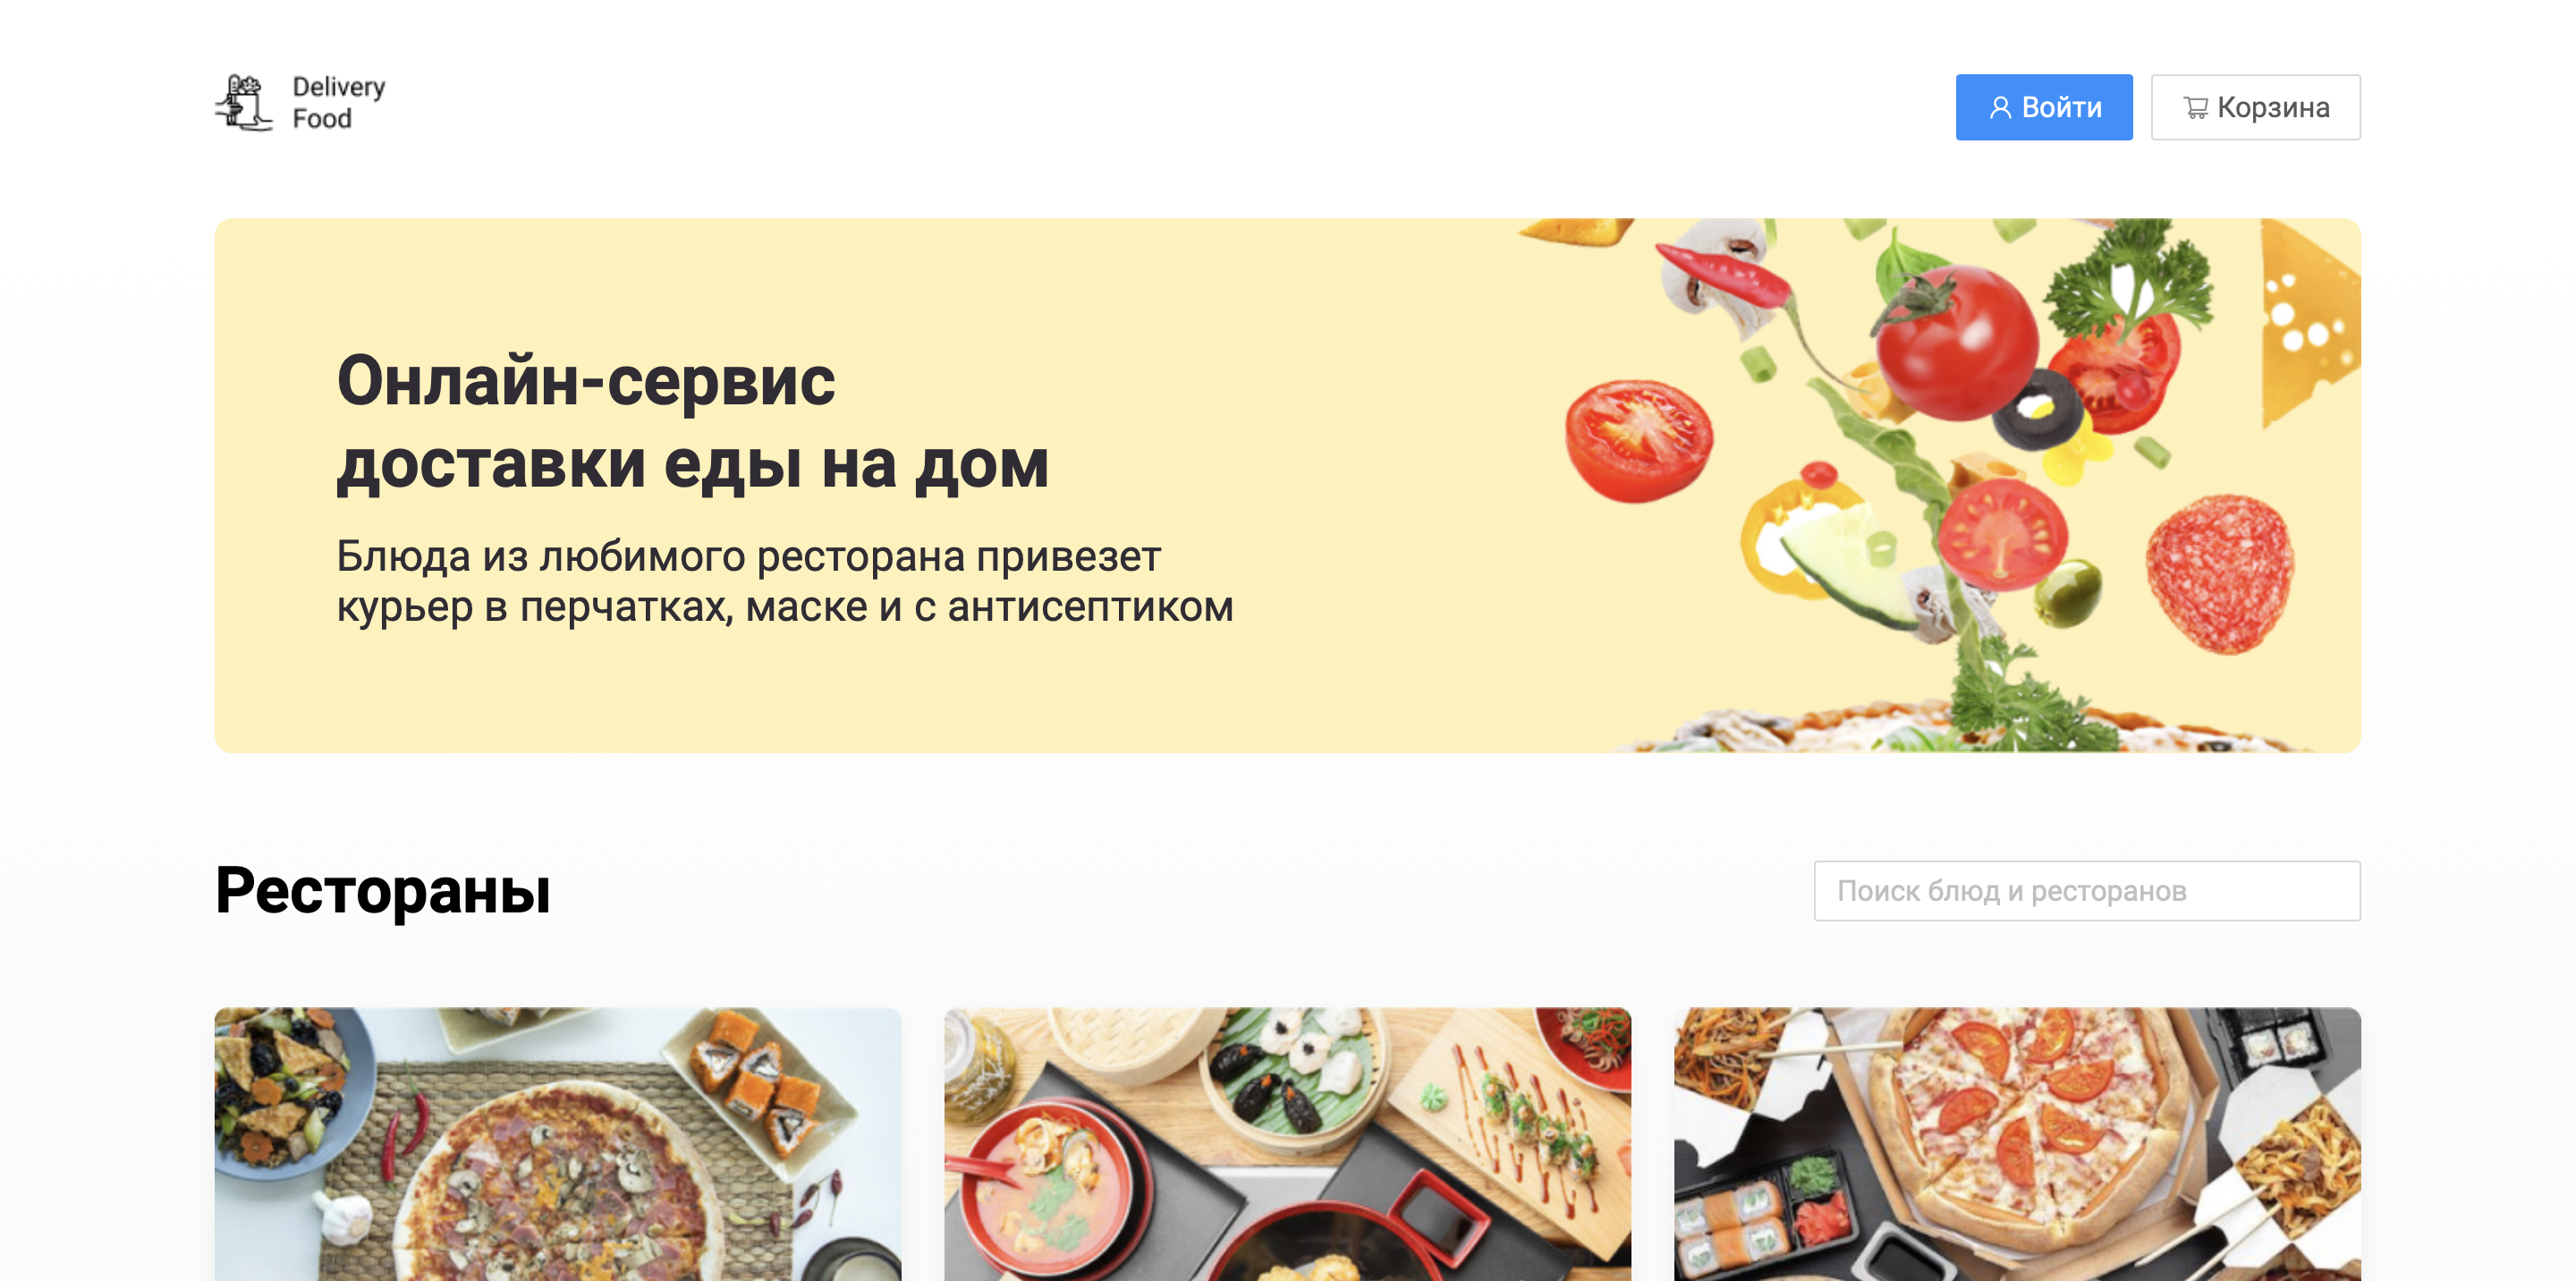 Delivery
Food
Войти
Корзина
Онлайн-сервис
доставки еды на дом
Блюда из любимого ресторана привезет
курьер в перчатках, маске и с антисептиком
Рестораны
Поиск блюд и ресторанов